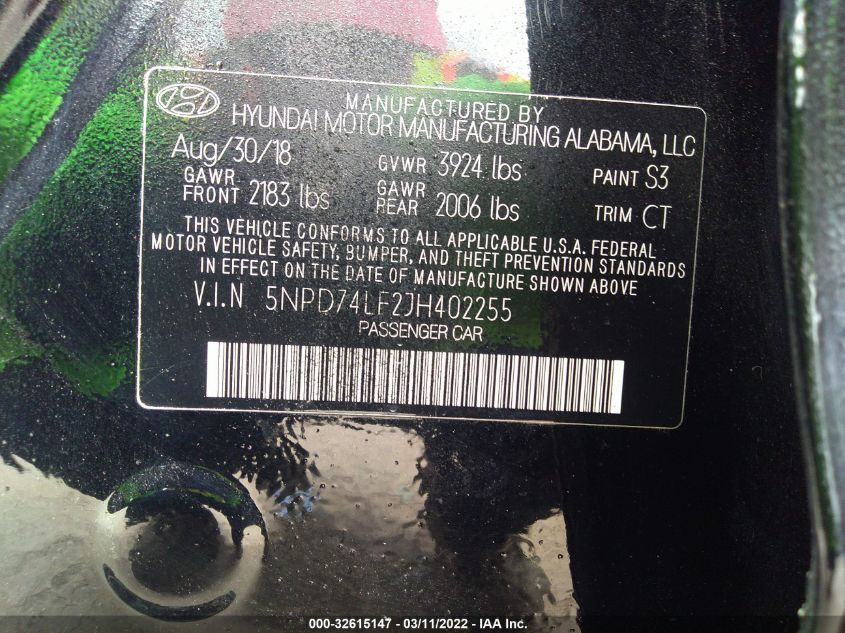 MANUFACTURED BY
HYUNDAI MOTOR MANUFACTURING ALABAMA, LLC
Aug/30/18 GVWR 3924 lbs PAINT S3
GAWR FRONT 2183 lbs GAWR REAR 2006 lbs TRIM CT
THIS VEHICLE CONFORMS TO ALL APPLICABLE U.S.A. FEDERAL
MOTOR VEHICLE SAFETY, BUMPER, AND THEFT PREVENTION STANDARDS
IN EFFECT ON THE DATE OF MANUFACTURE SHOWN ABOVE
V.I.N 5NPD74LF2JH402255
PASSENGER CAR
000-32615147 - 03/11/2022 - IAA Inc.